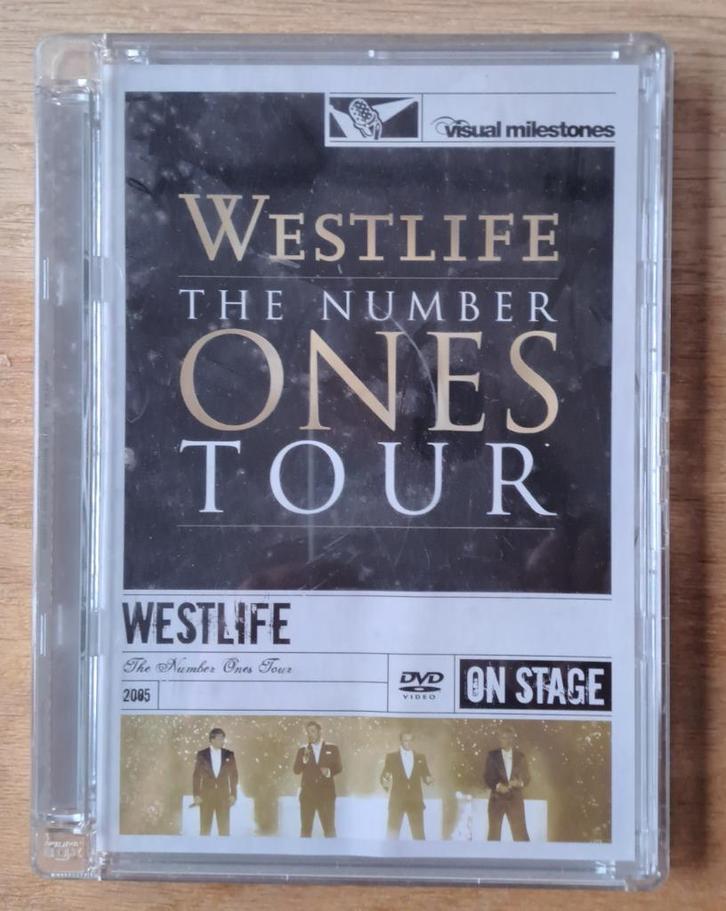 visual milestones
WESTLIFE
THE NUMBER
ONES
TOUR
WESTLIFE
The Number Ones Tour
2005
DVD
VIDEO
ON STAGE